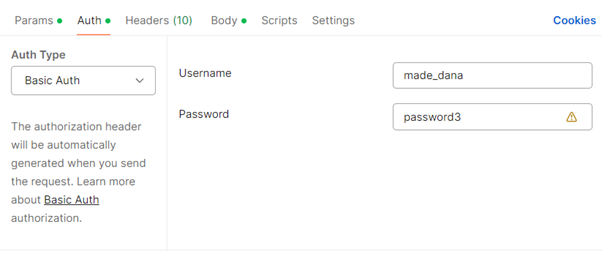 Params Auth Headers (10) Body Scripts Settings Cookies
Auth Type
Basic Auth
The authorization header
will be automatically
generated when you send
the request. Learn more
about Basic Auth
authorization.
Username made_dana
Password password3